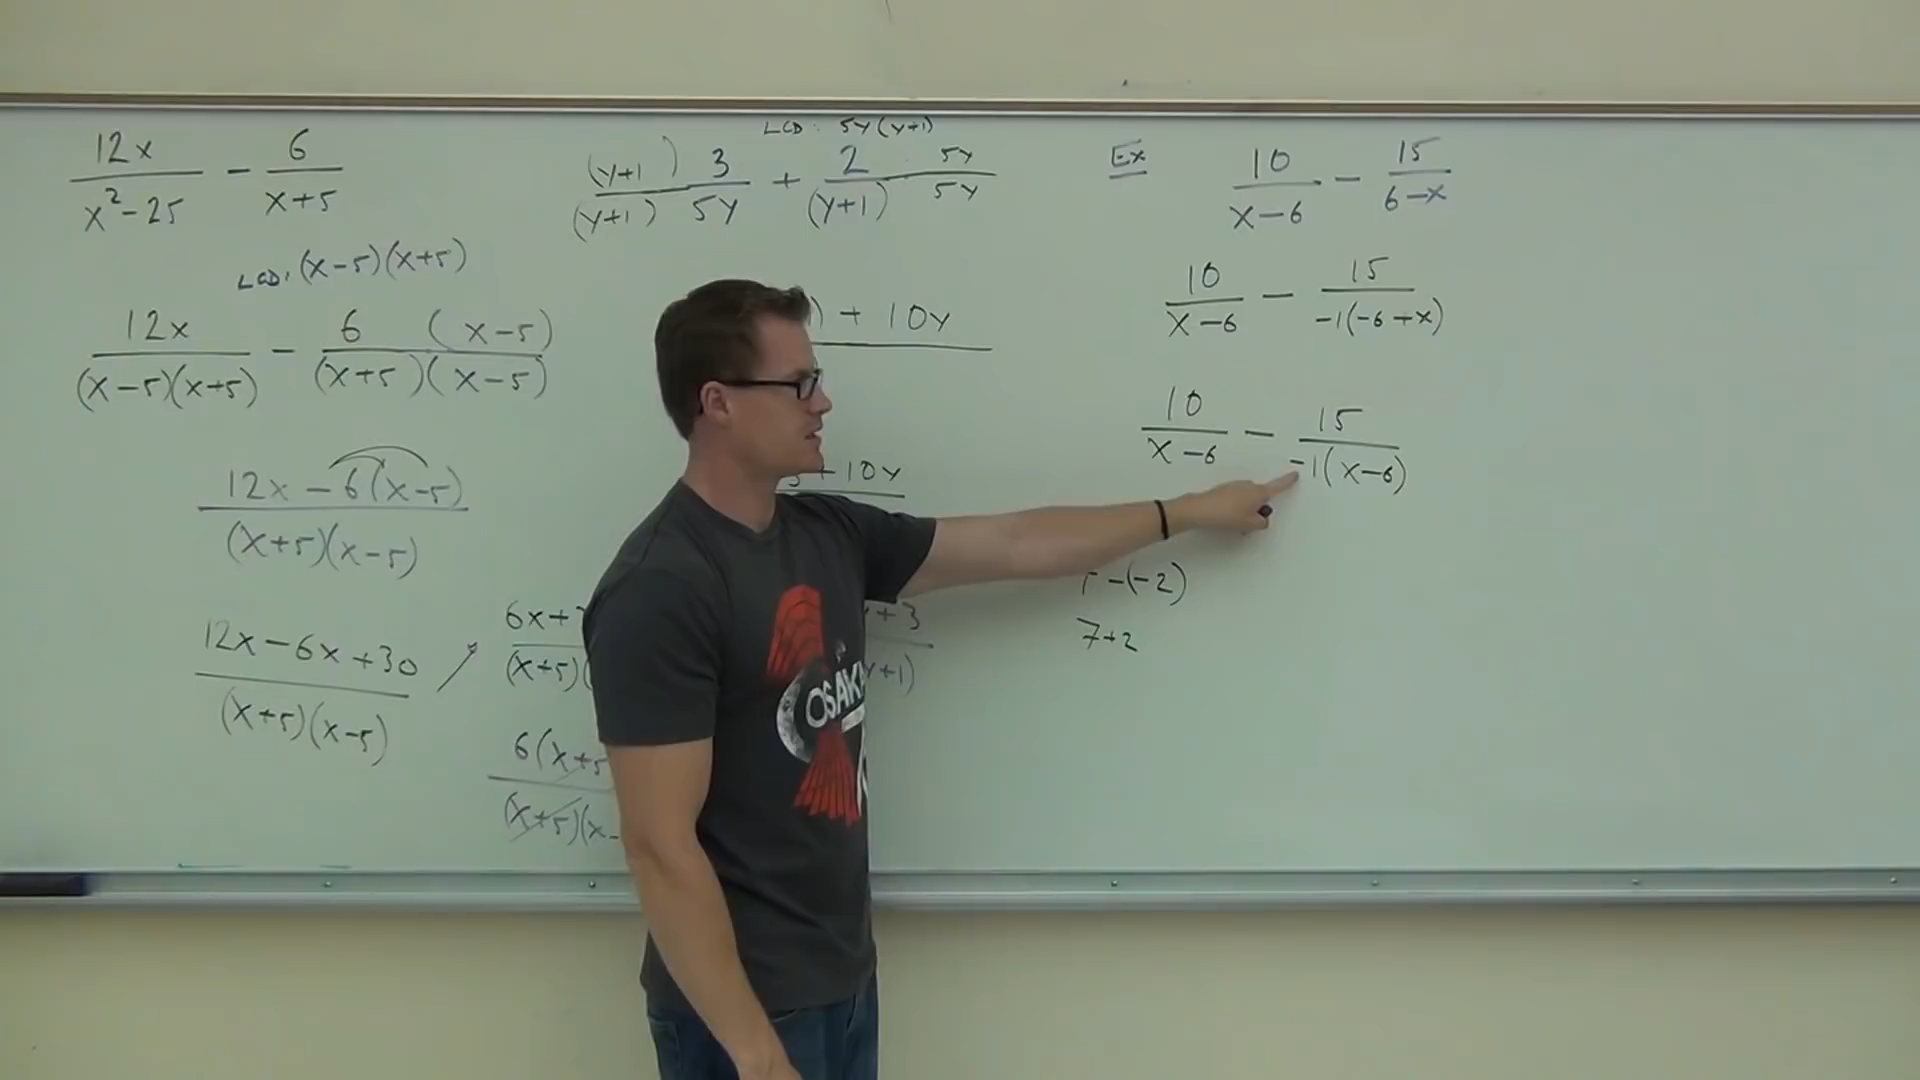 12x/(x²-25) - 6/(x+5)
LCD: (x-5)(x+5)
12x/((x-5)(x+5)) - 6(x-5)/((x+5)(x-5))
(12x-6(x-5))/((x+5)(x-5))
(12x-6x+30)/((x+5)(x-5))
6x+
(x+5)(
6(x+5
(x+5)(x-
LCD: 5y(y+1)
(y+1)3/((y+1)5y) + 2·5y/((y+1)5y)
) + 10y
+10y
+3
y+1)
OSAKA
Ex 10/(x-6) - 15/(6-x)
10/(x-6) - 15/(-1(-6+x))
10/(x-6) - 15/(-1(x-6))
-(-2)
7+2